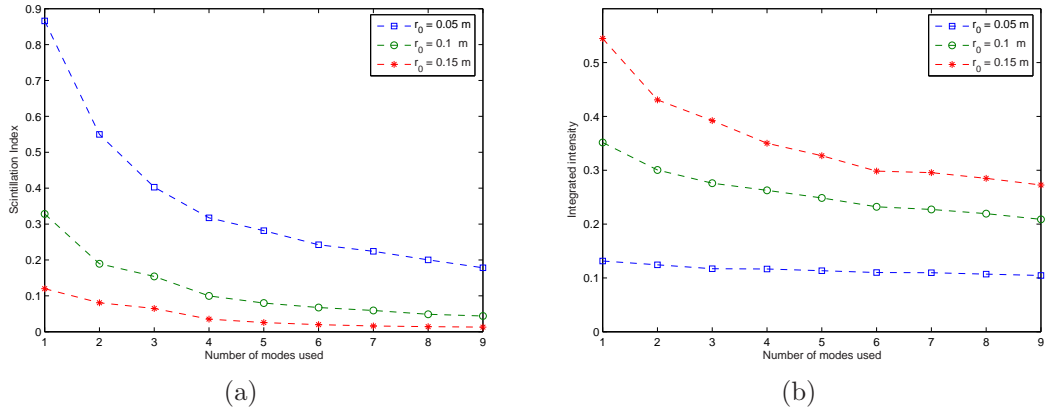 0.9
0.8
0.7
0.6
0.5
0.4
0.3
0.2
0.1
0
Scintillation Index
1 2 3 4 5 6 7 8 9
Number of modes used
r0 = 0.05 m
r0 = 0.1 m
r0 = 0.15 m
(a)
0.5
0.4
0.3
0.2
0.1
0
Integrated intensity
1 2 3 4 5 6 7 8 9
Number of modes used
r0 = 0.05 m
r0 = 0.1 m
r0 = 0.15 m
(b)